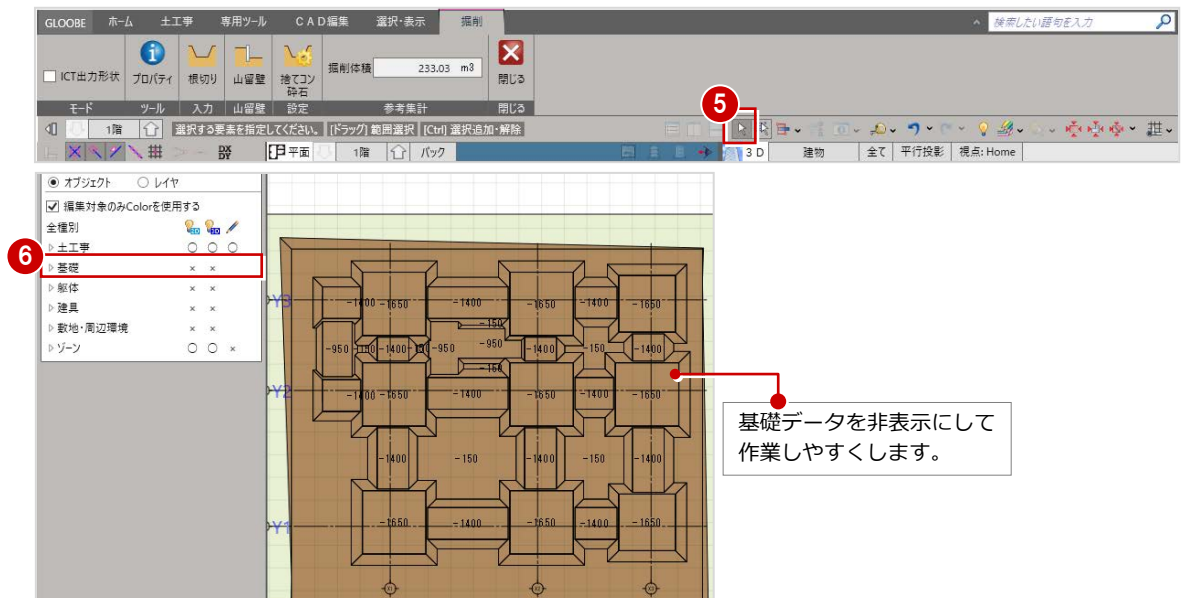 GLOOBE ホーム 土工事 専用ツール CAD編集 選択・表示 掘削 検索したい語句を入力
ICT出力形状 プロパティ 根切り 山留壁 捨てコン 砕石 掘削体積 233.03 m3 閉じる
モード ツール 入力 山留壁 設定 参考集計 閉じる
5
1階 選択する要素を指定してください。 [ドラッグ] 範囲選択 [Ctrl] 選択追加・解除
平面 1階 バック 3D 建物 全て 平行投影 視点: Home
オブジェクト レイヤ
編集対象のみColorを使用する
全種別
土工事
6
基礎
躯体
建具
敷地・周辺環境
ゾーン
Y3 -1400 -1650 -1400 -1650 -1400 -1650
-150
-950 -1400 -950 -950 -1400 -150 -1400
-150
Y2 -1400 -1650 -1400 -1650 -1400 -1650
-1400 -150 -1400 -150 -1400
Y1 -1650 -1400 -1650 -1400 -1650
X1 X2 X3
基礎データを非表示にして
作業しやすくします。